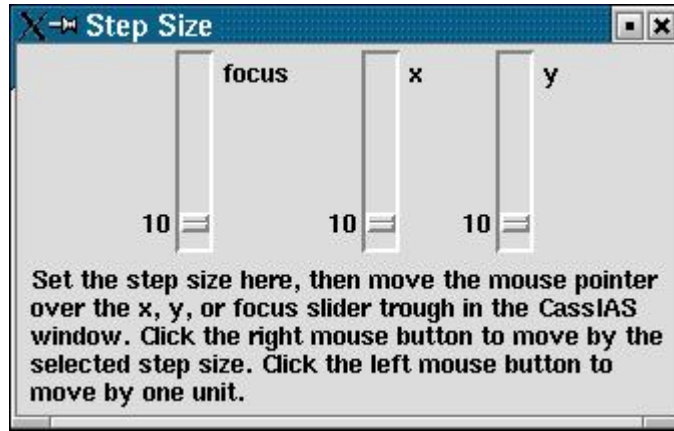 Step Size
focus x y
10 10 10
Set the step size here, then move the mouse pointer
over the x, y, or focus slider trough in the CassIAS
window. Click the right mouse button to move by the
selected step size. Click the left mouse button to
move by one unit.